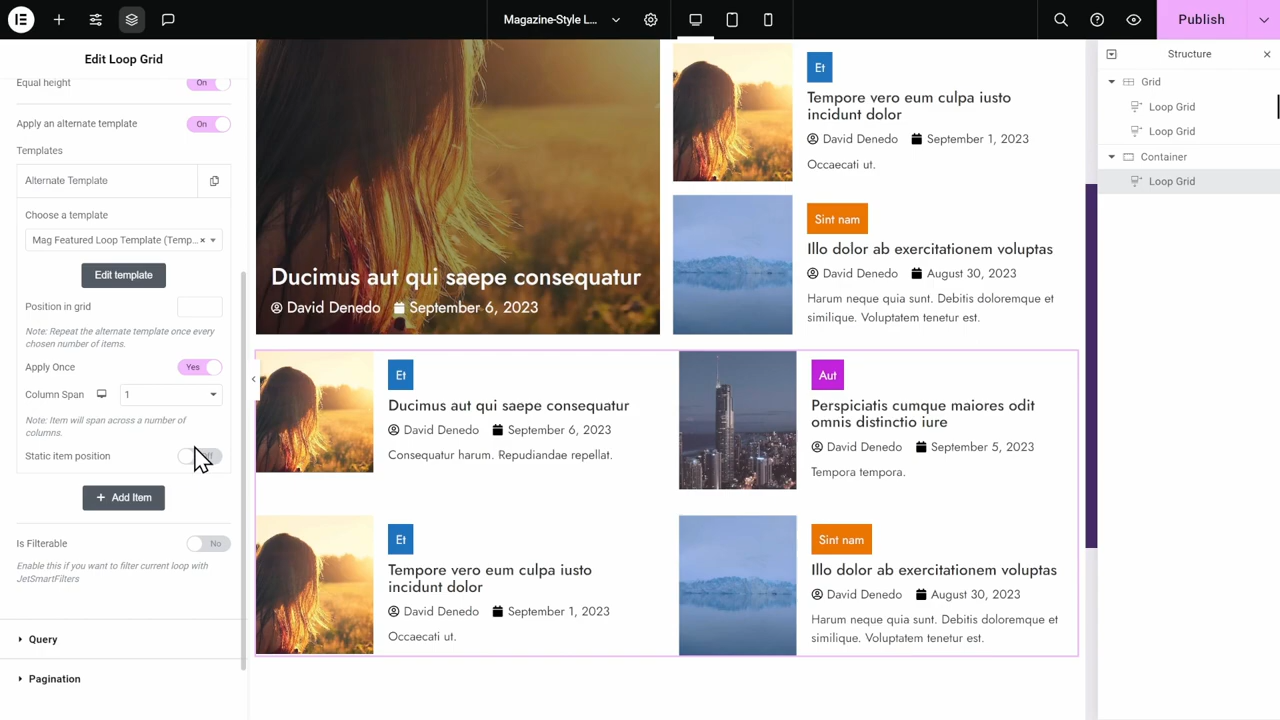 Magazine-Style L...
Publish
Edit Loop Grid
Equal height
On
Apply an alternate template
On
Templates
Alternate Template
Choose a template
Mag Featured Loop Template (Temp... ×
Edit template
Position in grid
Note: Repeat the alternate template once every
chosen number of items.
Apply Once
Yes
Column Span
1
Note: Item will span across a number of
columns.
Static item position
+ Add Item
Is Filterable
No
Enable this if you want to filter current loop with
JetSmartFilters
Query
Pagination
Ducimus aut qui saepe consequatur
David Denedo September 6, 2023
Et
Tempore vero eum culpa iusto
incidunt dolor
David Denedo September 1, 2023
Occaecati ut.
Sint nam
Illo dolor ab exercitationem voluptas
David Denedo August 30, 2023
Harum neque quia sunt. Debitis doloremque et
similique. Voluptatem tenetur est.
Et
Ducimus aut qui saepe consequatur
David Denedo September 6, 2023
Consequatur harum. Repudiandae repellat.
Aut
Perspiciatis cumque maiores odit
omnis distinctio iure
David Denedo September 5, 2023
Tempora tempora.
Et
Tempore vero eum culpa iusto
incidunt dolor
David Denedo September 1, 2023
Occaecati ut.
Sint nam
Illo dolor ab exercitationem voluptas
David Denedo August 30, 2023
Harum neque quia sunt. Debitis doloremque et
similique. Voluptatem tenetur est.
Structure
Grid
Loop Grid
Loop Grid
Container
Loop Grid